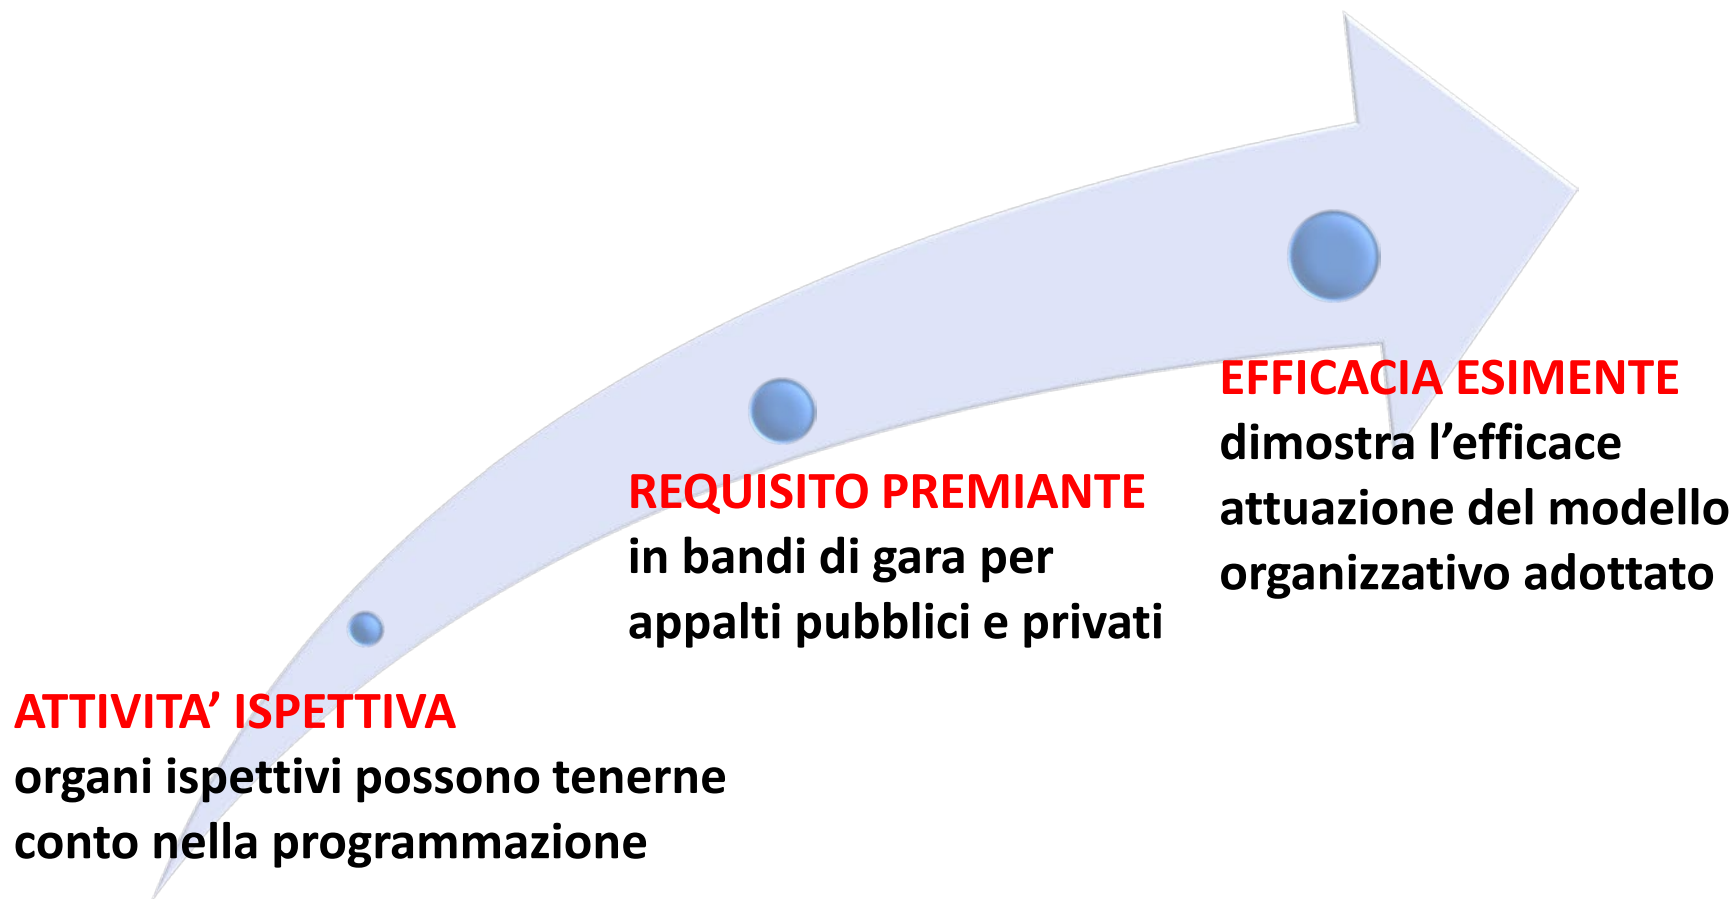 ATTIVITA’ ISPETTIVA
organi ispettivi possono tenerne
conto nella programmazione
REQUISITO PREMIANTE
in bandi di gara per
appalti pubblici e privati
EFFICACIA ESIMENTE
dimostra l’efficace
attuazione del modello
organizzativo adottato